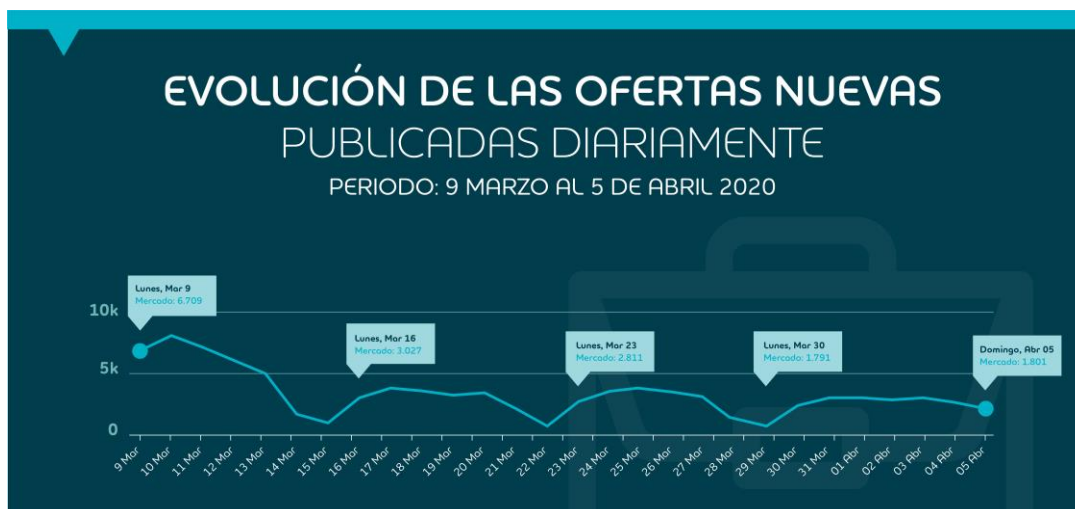 EVOLUCIÓN DE LAS OFERTAS NUEVAS
PUBLICADAS DIARIAMENTE
PERIODO: 9 MARZO AL 5 DE ABRIL 2020
Lunes, Mar 9
Mercado: 6.709
10k
Lunes, Mar 16
Mercado: 3.027
Lunes, Mar 23
Mercado: 2.811
Lunes, Mar 30
Mercado: 1.791
Domingo, Abr 05
Mercado: 1.801
5k
0
9 Mar
10 Mar
11 Mar
12 Mar
13 Mar
14 Mar
15 Mar
16 Mar
17 Mar
18 Mar
19 Mar
20 Mar
21 Mar
22 Mar
23 Mar
24 Mar
25 Mar
26 Mar
27 Mar
28 Mar
29 Mar
30 Mar
31 Mar
01 Abr
02 Abr
03 Abr
04 Abr
05 Abr